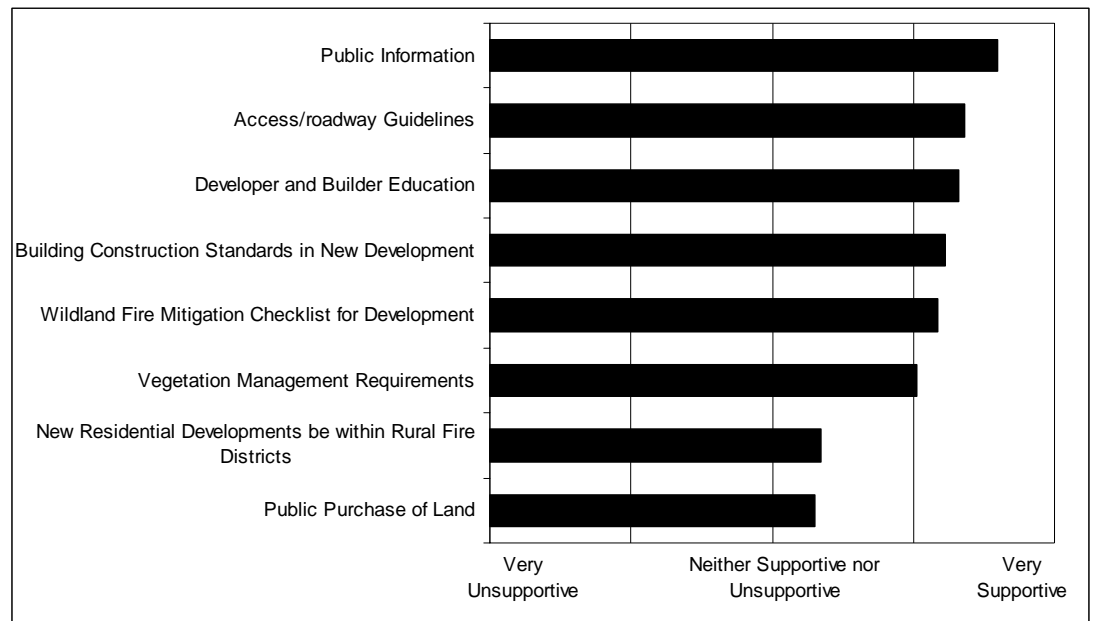 Public Information
Access/roadway Guidelines
Developer and Builder Education
Building Construction Standards in New Development
Wildland Fire Mitigation Checklist for Development
Vegetation Management Requirements
New Residential Developments be within Rural Fire
Districts
Public Purchase of Land
Very
Unsupportive
Neither Supportive nor
Unsupportive
Very
Supportive